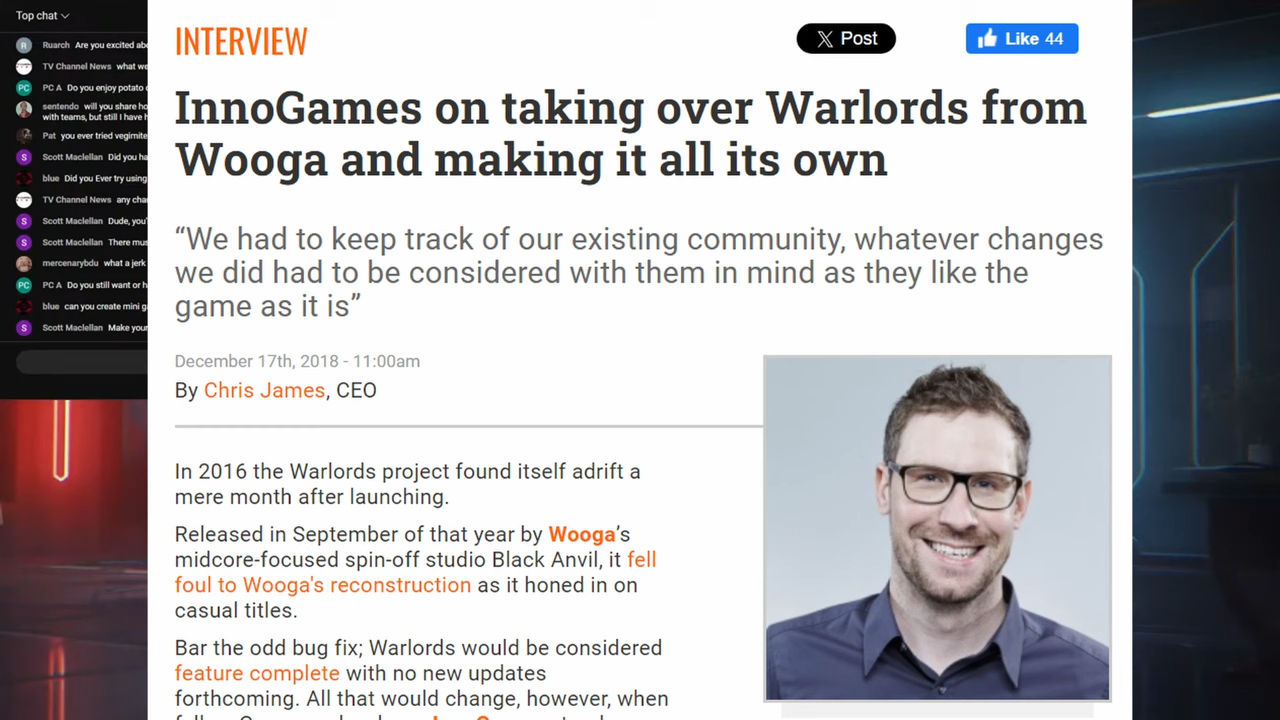 Top chat
R Ruarch Are you excited abo
TV Channel News what we
PC PC A Do you enjoy potato c
sentendo will you share ho
with teams, but still I have h
Pat you ever tried vegimite
S Scott Maclellan Did you ha
blue Did you Ever try using
TV Channel News any cha
S Scott Maclellan Dude, you'
S Scott Maclellan There mus
mercenarybdu what a jerk
PC PC A Do you still want or h
blue can you create mini g
S Scott Maclellan Make your
INTERVIEW
X Post
Like 44
InnoGames on taking over Warlords from
Wooga and making it all its own
“We had to keep track of our existing community, whatever changes
we did had to be considered with them in mind as they like the
game as it is”
December 17th, 2018 - 11:00am
By Chris James, CEO
In 2016 the Warlords project found itself adrift a
mere month after launching.
Released in September of that year by Wooga's
midcore-focused spin-off studio Black Anvil, it fell
foul to Wooga's reconstruction as it honed in on
casual titles.
Bar the odd bug fix; Warlords would be considered
feature complete with no new updates
forthcoming. All that would change, however, when